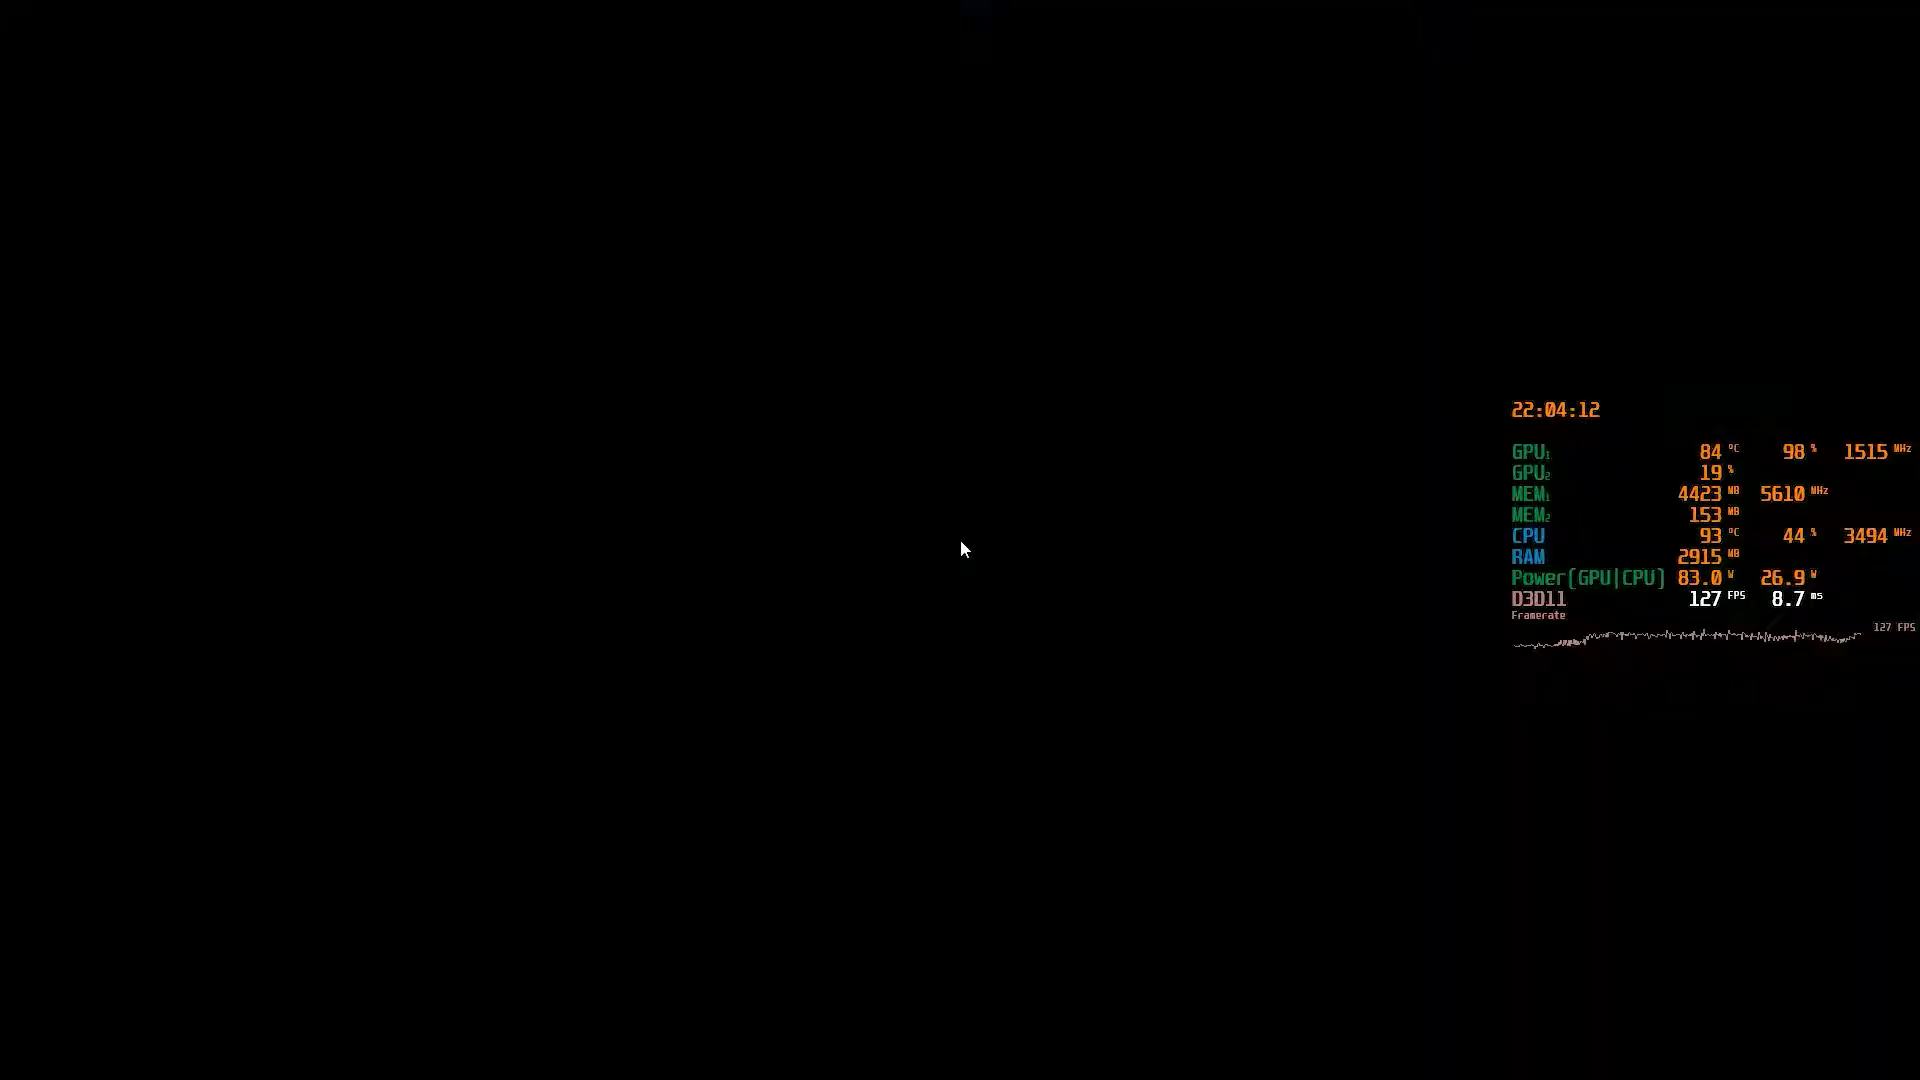 22:04:12
GPU1 84 °C 98 % 1515 MHz
GPU2 19 %
MEM1 4423 MB 5610 MHz
MEM2 153 MB
CPU 93 °C 44 % 3494 MHz
RAM 2915 MB
Power[GPU|CPU] 83.0 W 26.9 W
D3D11 127 FPS 8.7 ms
Framerate
127 FPS